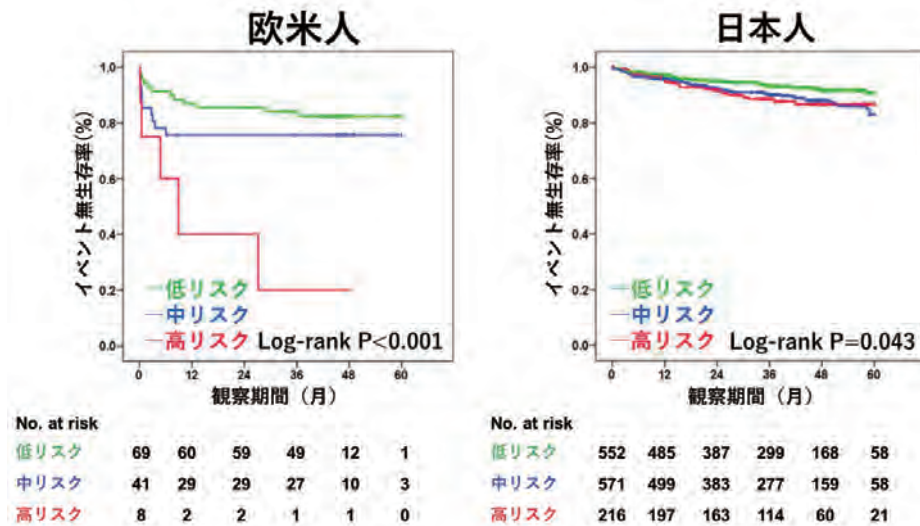 欧米人
イベント無生存率(%)
1.0
0.8
0.6
0.4
0.2
0.0
低リスク
中リスク
高リスク Log-rank P<0.001
0 12 24 36 48 60
観察期間（月）
No. at risk
低リスク 69 60 59 49 12 1
中リスク 41 29 29 27 10 3
高リスク 8 2 2 1 1 0
日本人
イベント無生存率(%)
1.0
0.8
0.6
0.4
0.2
0.0
低リスク
中リスク
高リスク Log-rank P=0.043
0 12 24 36 48 60
観察期間（月）
No. at risk
低リスク 552 485 387 299 168 58
中リスク 571 499 383 277 159 58
高リスク 216 197 163 114 60 21